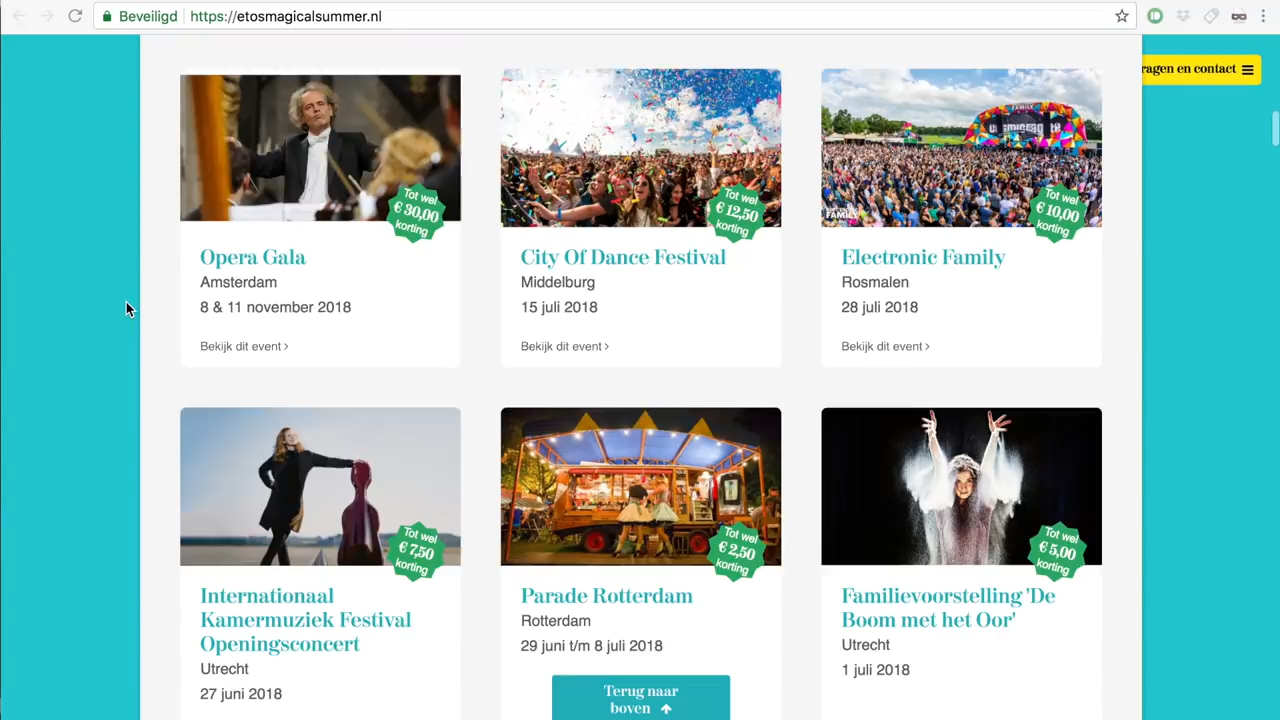 Beveiligd
https://etosmagicalsummer.nl
ragen en contact
Tot wel
€ 30,00
korting
Opera Gala
Amsterdam
8 & 11 november 2018
Bekijk dit event ›
Tot wel
€ 12,50
korting
City Of Dance Festival
Middelburg
15 juli 2018
Bekijk dit event ›
FAMILY
FAMILY
Tot wel
€ 10,00
korting
Electronic Family
Rosmalen
28 juli 2018
Bekijk dit event ›
Tot wel
€ 7,50
korting
Internationaal
Kamermuziek Festival
Openingsconcert
Utrecht
27 juni 2018
Tot wel
€ 2,50
korting
Parade Rotterdam
Rotterdam
29 juni t/m 8 juli 2018
Tot wel
€ 5,00
korting
Familievoorstelling 'De
Boom met het Oor'
Utrecht
1 juli 2018
Terug naar
boven